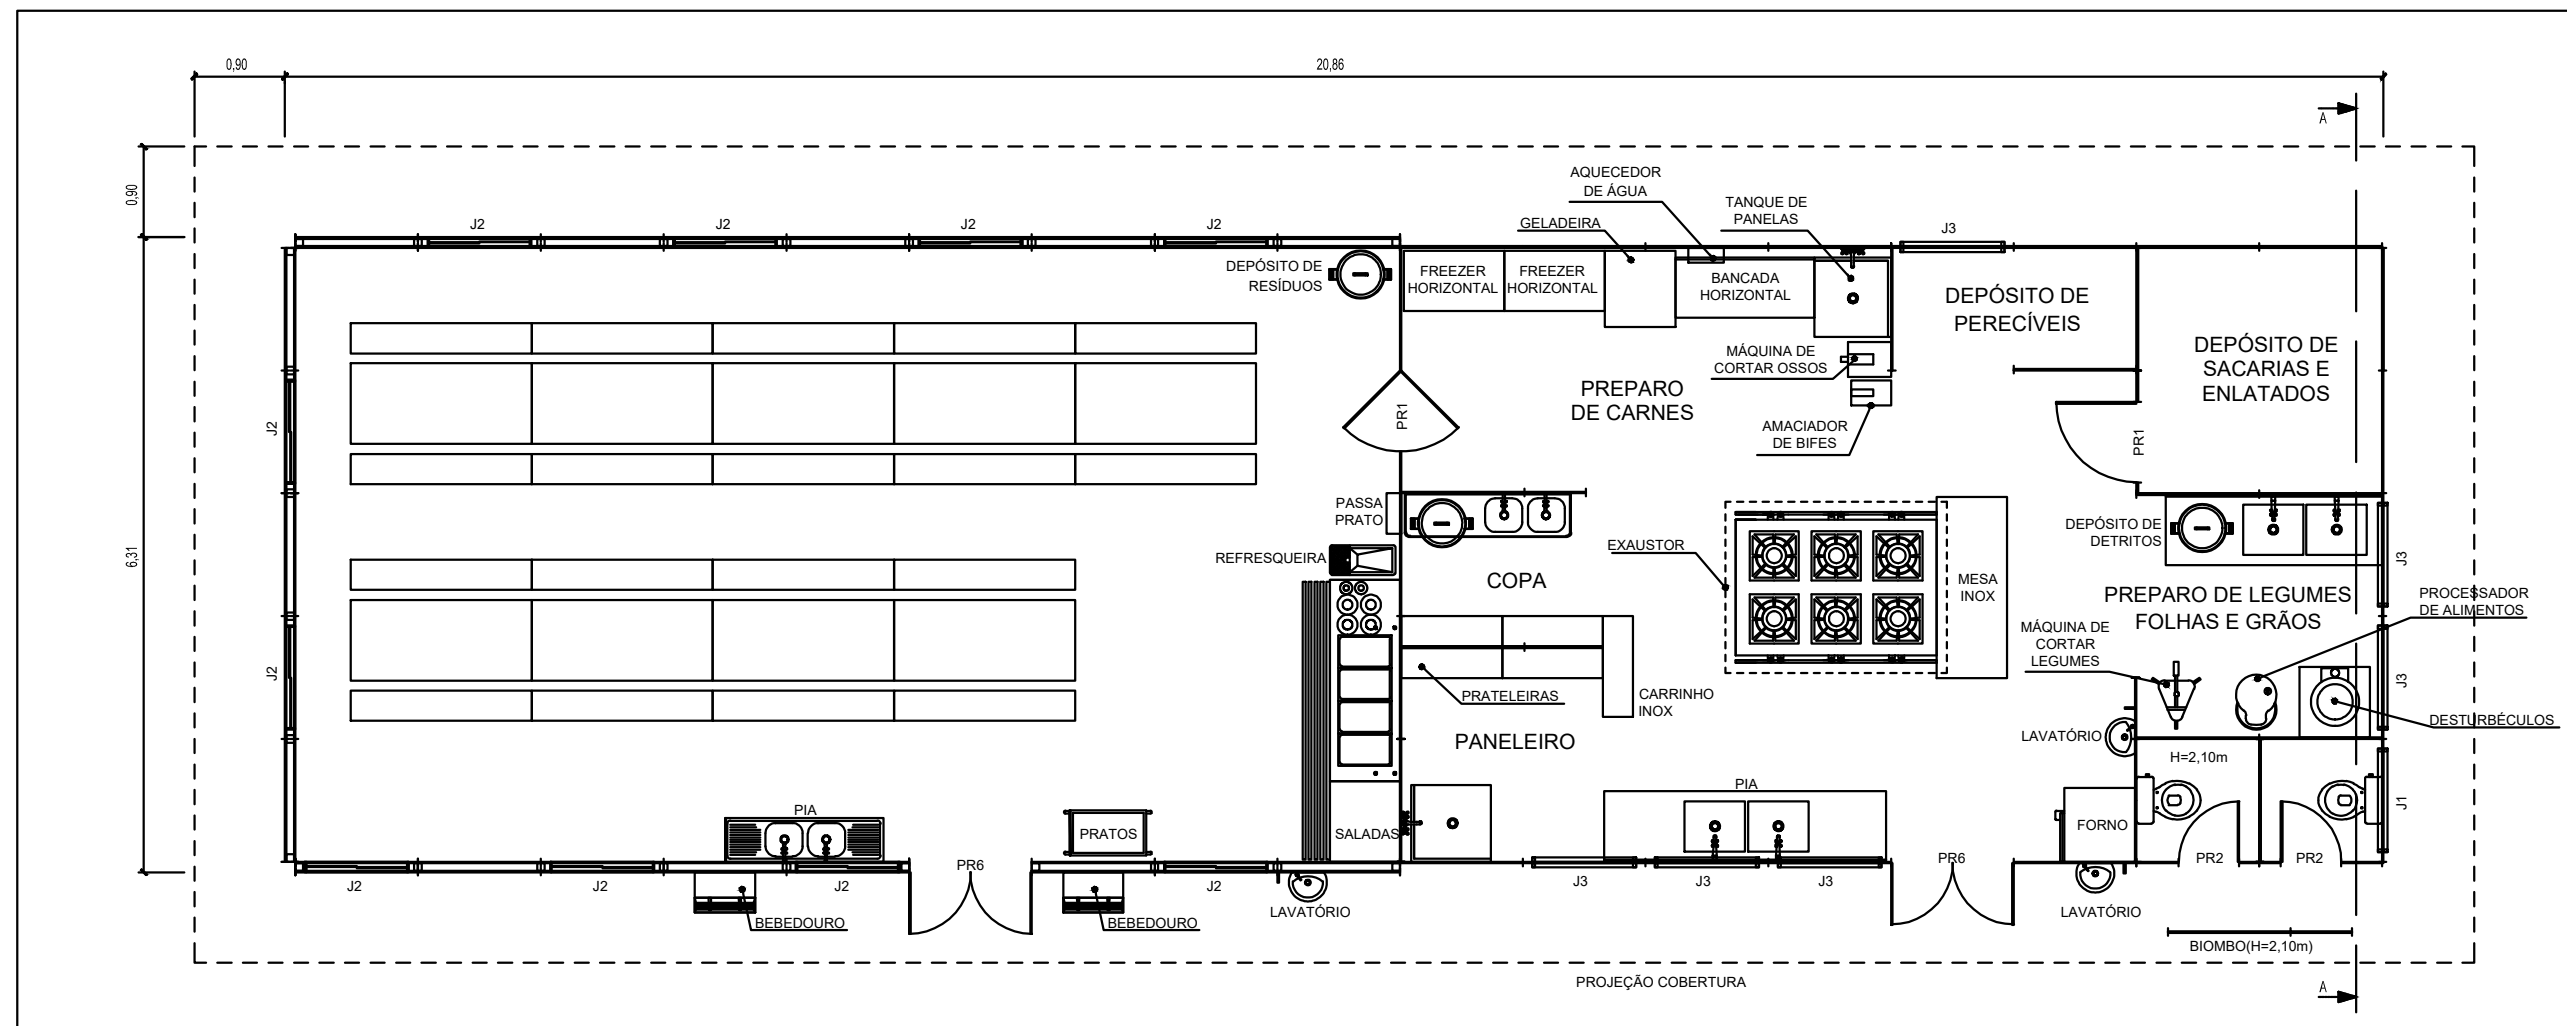 0,90
20,86
A
0,90
6,31
AQUECEDOR
DE ÁGUA
TANQUE DE
PANELAS
GELADEIRA
J2
J2
J2
J2
J3
DEPÓSITO DE
RESÍDUOS
FREEZER
HORIZONTAL
FREEZER
HORIZONTAL
BANCADA
HORIZONTAL
DEPÓSITO DE
PERECÍVEIS
DEPÓSITO DE
SACARIAS E
ENLATADOS
MÁQUINA DE
CORTAR OSSOS
PREPARO
DE CARNES
AMACIADOR
DE BIFES
PR1
PR1
J2
J2
PASSA
PRATO
REFRESQUEIRA
EXAUSTOR
COPA
MESA
INOX
DEPÓSITO DE
DETRITOS
J3
PREPARO DE LEGUMES
FOLHAS E GRÃOS
PROCESSADOR
DE ALIMENTOS
MÁQUINA DE
CORTAR
LEGUMES
J3
PRATELEIRAS
CARRINHO
INOX
DESTURBÉCULOS
PANELEIRO
LAVATÓRIO
H=2,10m
PIA
PIA
PRATOS
SALADAS
FORNO
J1
PR6
PR6
PR2
PR2
J2
J2
J2
J2
J3
J3
J3
BEBEDOURO
BEBEDOURO
LAVATÓRIO
LAVATÓRIO
BIOMBO(H=2,10m)
PROJEÇÃO COBERTURA
A